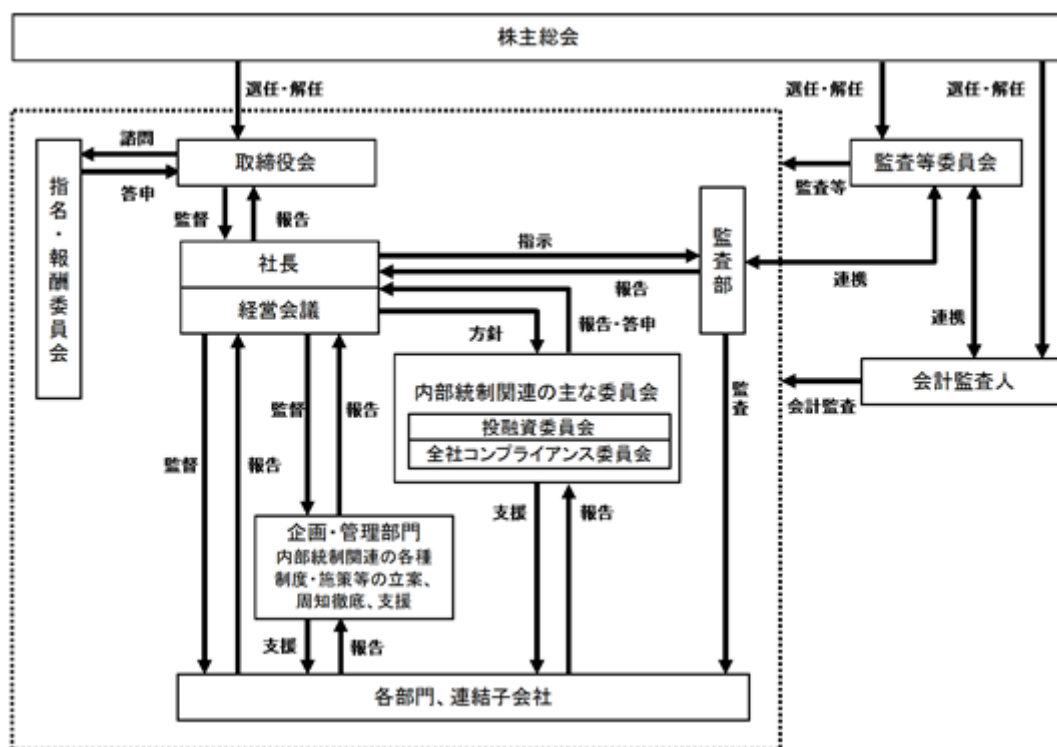 株主総会
選任・解任
選任・解任
選任・解任
諮問
取締役会
監査等委員会
答申
監査等
指名・報酬委員会
監督
報告
監査部
社長
指示
報告
連携
経営会議
方針
報告・答申
連携
内部統制関連の主な委員会
会計監査人
会計監査
監督
報告
監査
投融資委員会
全社コンプライアンス委員会
監督
報告
支援
報告
企画・管理部門
内部統制関連の各種
制度・施策等の立案、
周知徹底、支援
支援
報告
各部門、連結子会社